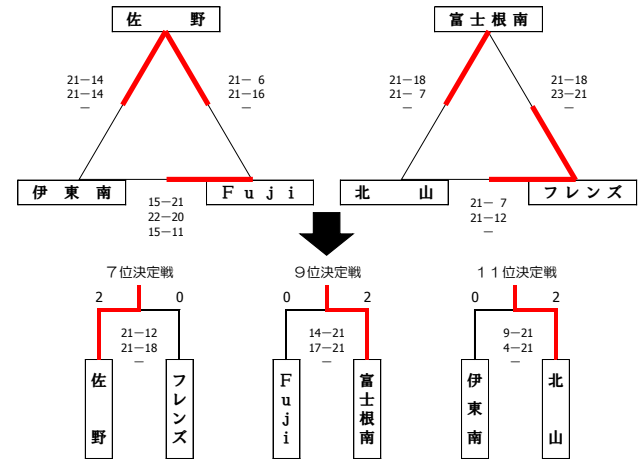 佐野
富士根南
21－14
21－14
－
21－ 6
21－16
－
21－18
21－ 7
－
21－18
23－21
－
伊東南
Ｆｕｊｉ
北山
フレンズ
15－21
22－20
15－11
21－ 7
21－12
－
７位決定戦
９位決定戦
１１位決定戦
2
0
0
2
0
2
21－12
21－18
－
14－21
17－21
－
9－21
4－21
－
佐野
フレンズ
Ｆｕｊｉ
富士根南
伊東南
北山